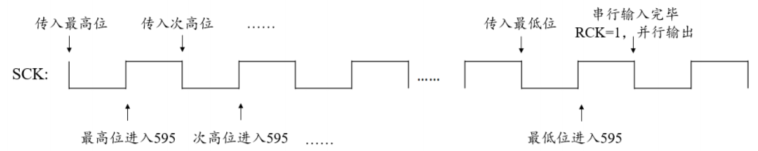 传入最高位 传入次高位 …… 传入最低位 串行输入完毕
RCK=1，并行输出
SCK: ……
最高位进入595 次高位进入595 …… 最低位进入595